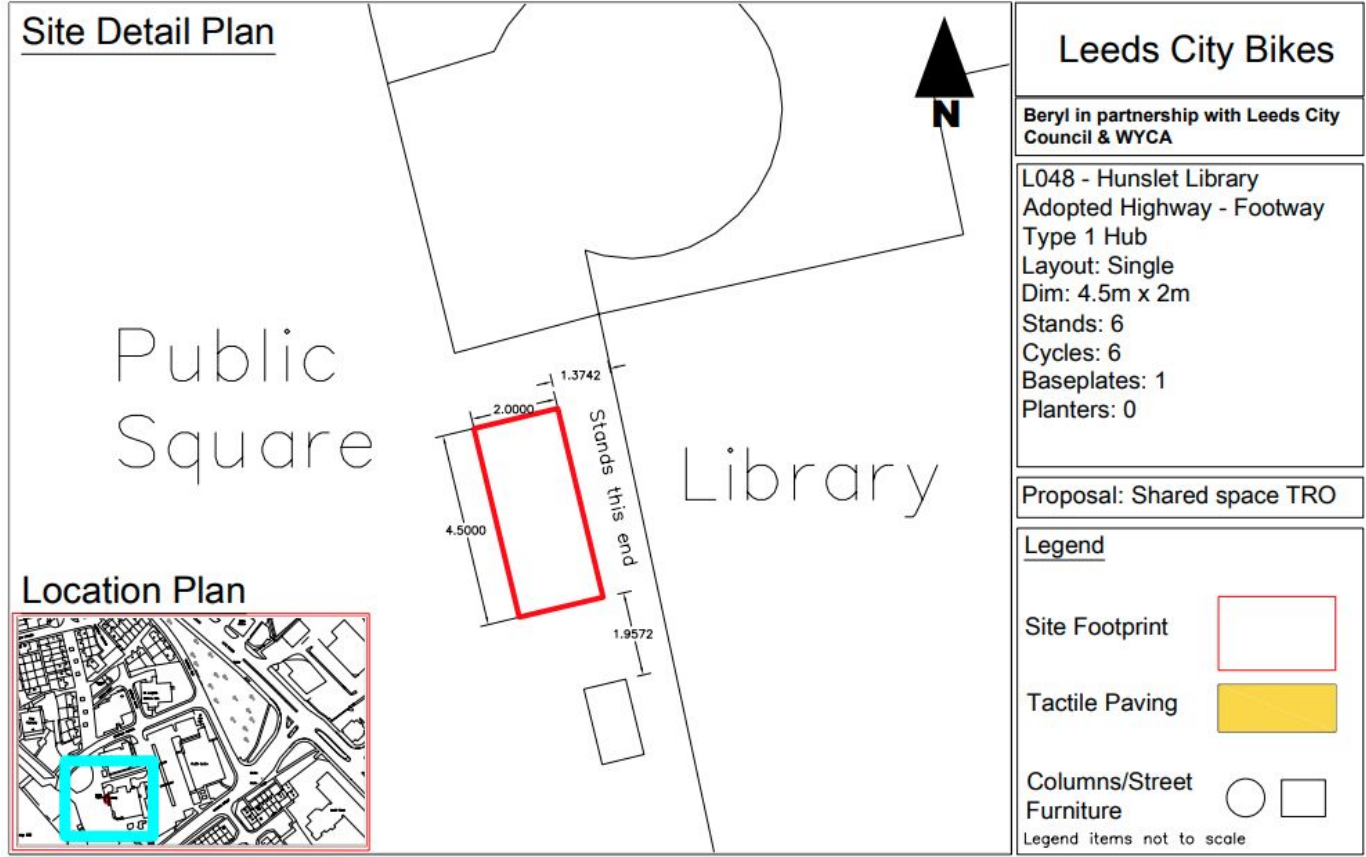 Site Detail Plan
N
1.3742
2.0000
Stands this end
4.5000
1.9572
Public
Square
Library
Location Plan
Leeds City Bikes
Beryl in partnership with Leeds City
Council & WYCA
L048 - Hunslet Library
Adopted Highway - Footway
Type 1 Hub
Layout: Single
Dim: 4.5m x 2m
Stands: 6
Cycles: 6
Baseplates: 1
Planters: 0
Proposal: Shared space TRO
Legend
Site Footprint
Tactile Paving
Columns/Street
Furniture
Legend items not to scale